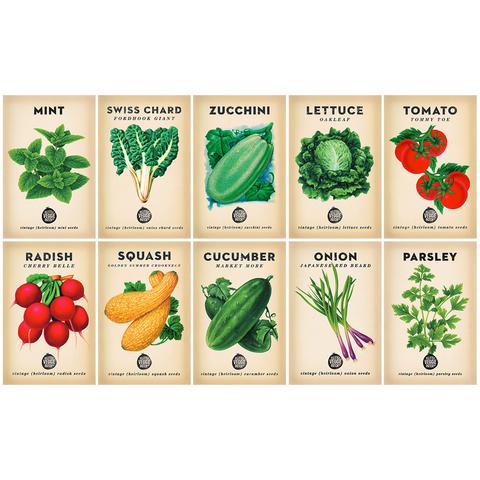 MINT
vintage (heirloom) mint seeds
SWISS CHARD
FORDHOOK GIANT
vintage (heirloom) swiss chard seeds
ZUCCHINI
vintage (heirloom) zucchini seeds
LETTUCE
OAKLEAF
vintage (heirloom) lettuce seeds
TOMATO
TOMMY TOE
vintage (heirloom) tomato seeds
RADISH
CHERRY BELLE
vintage (heirloom) radish seeds
SQUASH
GOLDEN SUMMER CROOKNECK
vintage (heirloom) squash seeds
CUCUMBER
MARKET MORE
vintage (heirloom) cucumber seeds
ONION
JAPANESE RED BEARD
vintage (heirloom) onion seeds
PARSLEY
vintage (heirloom) parsley seeds